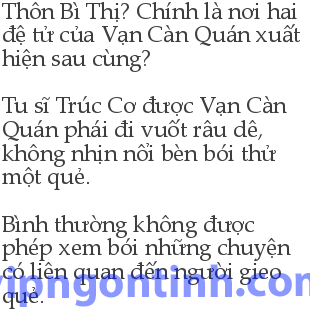 Thôn Bì Thị? Chính là nơi hai
đệ tử của Vạn Càn Quán xuất
hiện sau cùng?
Tu sĩ Trúc Cơ được Vạn Càn
Quán phái đi vuốt râu dê,
không nhịn nổi bèn bói thử
một quẻ.
Bình thường không được
phép xem bói những chuyện
có liên quan đến người gieo
quẻ.
vipngontinh.com